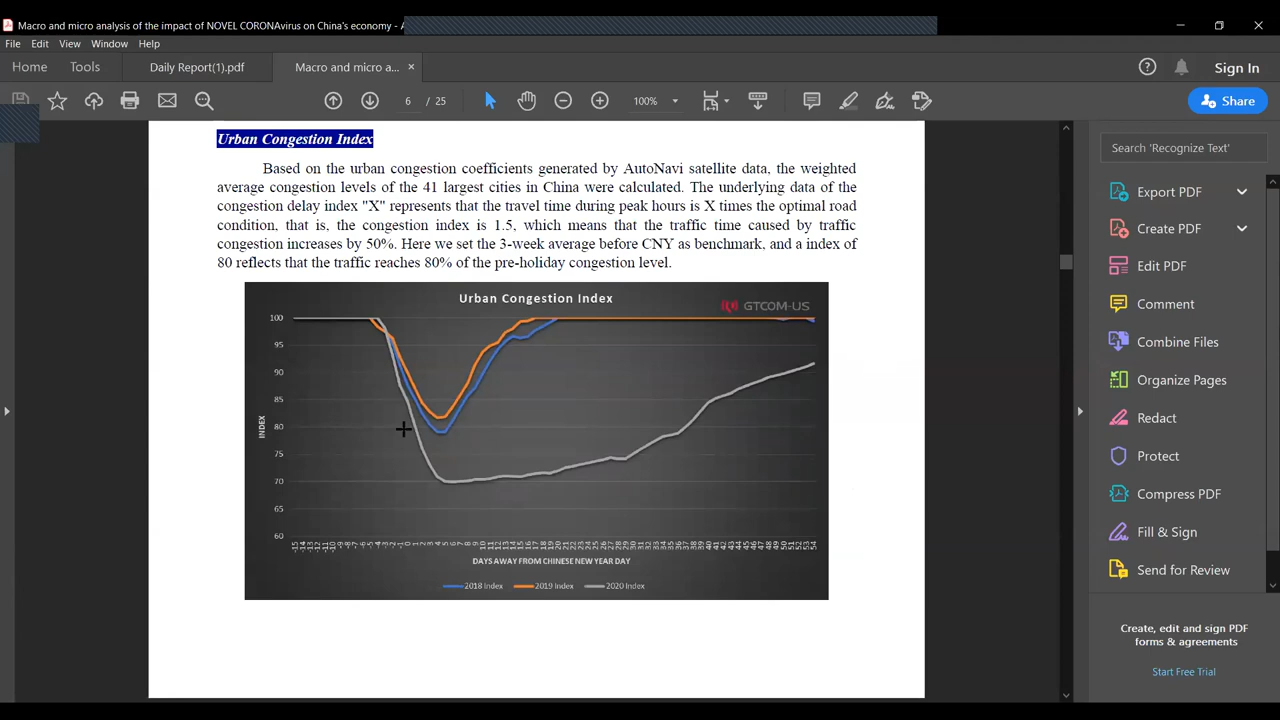 Macro and micro analysis of the impact of NOVEL CORONAvirus on China's economy - A
File Edit View Window Help
Home Tools Daily Report(1).pdf Macro and micro a... × Sign In
6 / 25 100% Share
Urban Congestion Index
Based on the urban congestion coefficients generated by AutoNavi satellite data, the weighted
average congestion levels of the 41 largest cities in China were calculated. The underlying data of the
congestion delay index "X" represents that the travel time during peak hours is X times the optimal road
condition, that is, the congestion index is 1.5, which means that the traffic time caused by traffic
congestion increases by 50%. Here we set the 3-week average before CNY as benchmark, and a index of
80 reflects that the traffic reaches 80% of the pre-holiday congestion level.
Urban Congestion Index
GTCOM-US
100
95
90
85
80
75
70
65
60
INDEX
DAYS AWAY FROM CHINESE NEW YEAR DAY
2018 Index 2019 Index 2020 Index
Search 'Recognize Text'
Export PDF
Create PDF
Edit PDF
Comment
Combine Files
Organize Pages
Redact
Protect
Compress PDF
Fill & Sign
Send for Review
Create, edit and sign PDF
forms & agreements
Start Free Trial